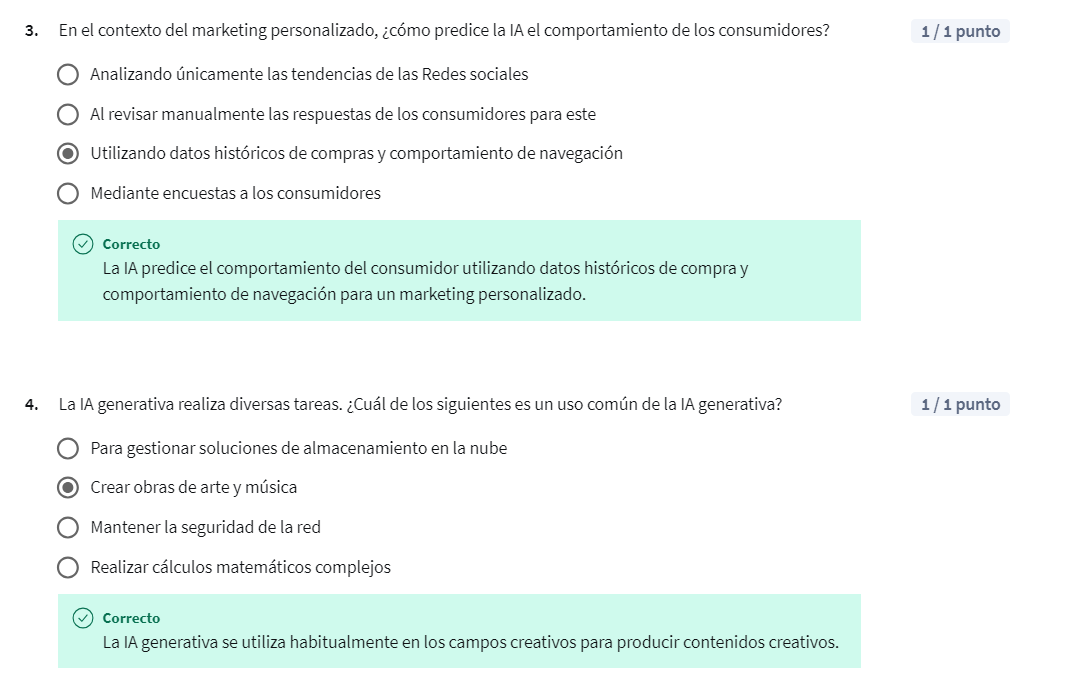 3. En el contexto del marketing personalizado, ¿cómo predice la IA el comportamiento de los consumidores? 1 / 1 punto
Analizando únicamente las tendencias de las Redes sociales
Al revisar manualmente las respuestas de los consumidores para este
Utilizando datos históricos de compras y comportamiento de navegación
Mediante encuestas a los consumidores
Correcto
La IA predice el comportamiento del consumidor utilizando datos históricos de compra y
comportamiento de navegación para un marketing personalizado.
4. La IA generativa realiza diversas tareas. ¿Cuál de los siguientes es un uso común de la IA generativa? 1 / 1 punto
Para gestionar soluciones de almacenamiento en la nube
Crear obras de arte y música
Mantener la seguridad de la red
Realizar cálculos matemáticos complejos
Correcto
La IA generativa se utiliza habitualmente en los campos creativos para producir contenidos creativos.